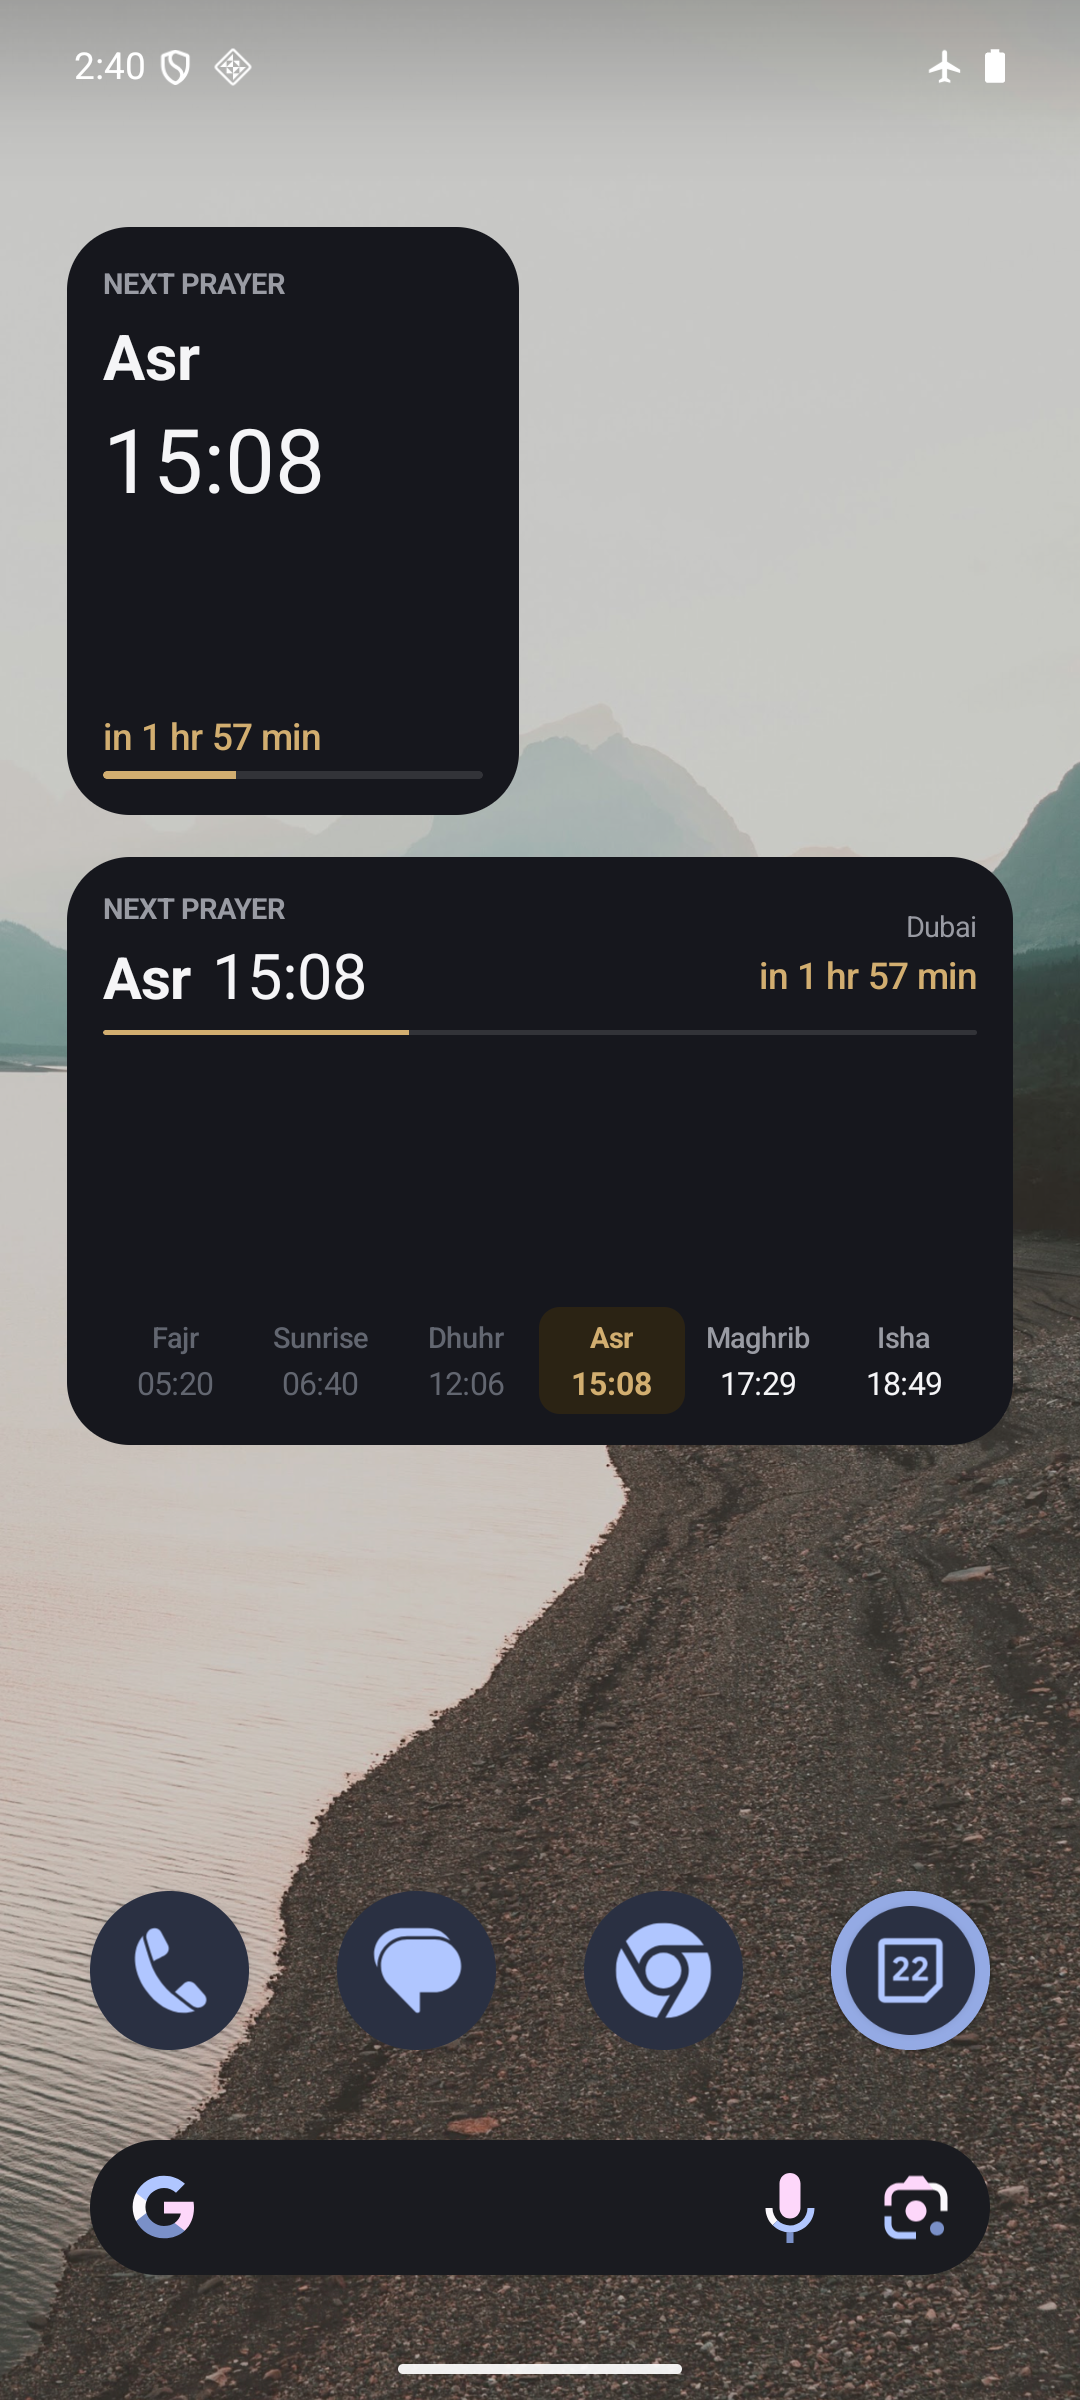 2:40
NEXT PRAYER
Asr
15:08
in 1 hr 57 min
NEXT PRAYER
Asr 15:08
Dubai
in 1 hr 57 min
Fajr Sunrise Dhuhr Asr Maghrib Isha
05:20 06:40 12:06 15:08 17:29 18:49
22
G